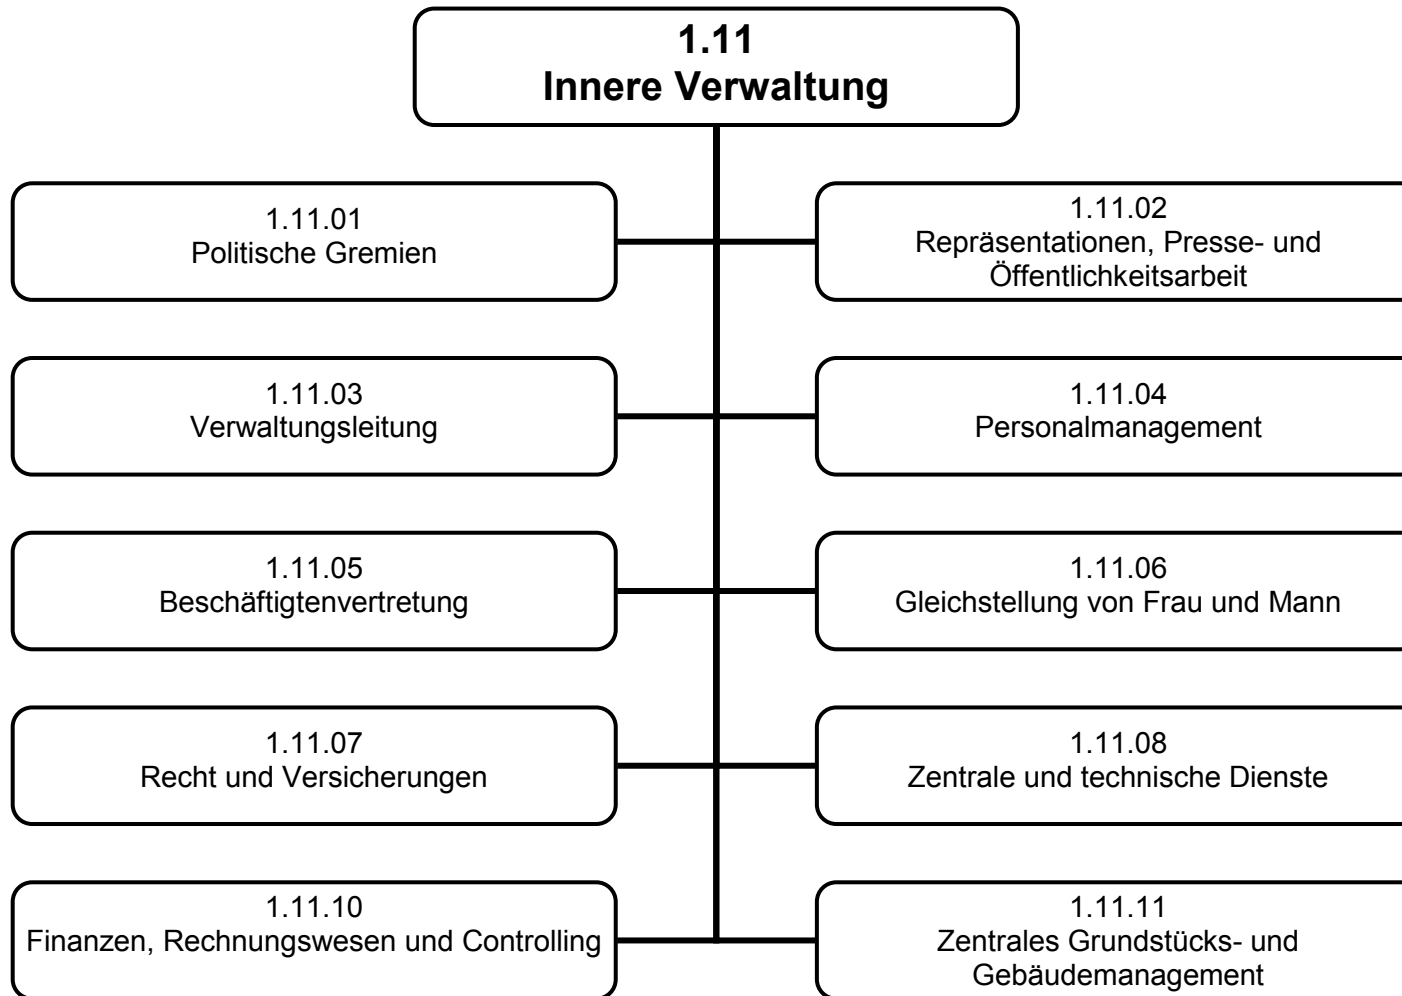 1.11
Innere Verwaltung
1.11.01
Politische Gremien
1.11.02
Repräsentationen, Presse- und
Öffentlichkeitsarbeit
1.11.03
Verwaltungsleitung
1.11.04
Personalmanagement
1.11.05
Beschäftigtenvertretung
1.11.06
Gleichstellung von Frau und Mann
1.11.07
Recht und Versicherungen
1.11.08
Zentrale und technische Dienste
1.11.10
Finanzen, Rechnungswesen und Controlling
1.11.11
Zentrales Grundstücks- und
Gebäudemanagement